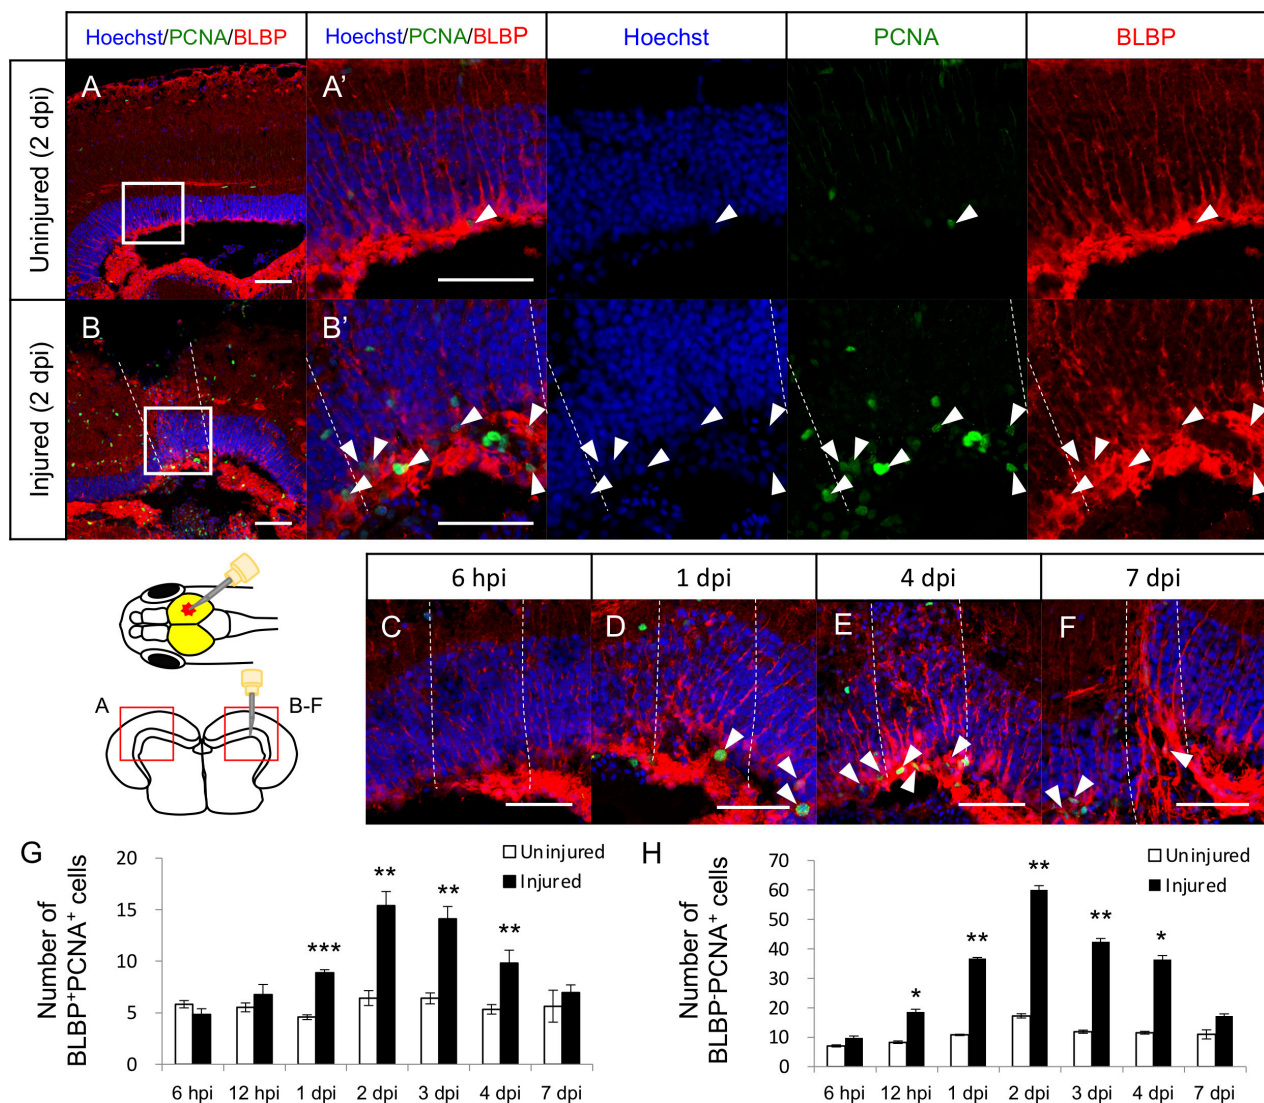 Hoechst/PCNA/BLBP
Hoechst/PCNA/BLBP
Hoechst
PCNA
BLBP
Uninjured (2 dpi)
A
A’
Injured (2 dpi)
B
B’
6 hpi
1 dpi
4 dpi
7 dpi
C
D
E
F
A
B-F
G
Number of
BLBP⁺PCNA⁺ cells
20
15
10
5
0
Uninjured
Injured
***
**
**
**
6 hpi
12 hpi
1 dpi
2 dpi
3 dpi
4 dpi
7 dpi
H
Number of
BLBP⁻PCNA⁺ cells
70
60
50
40
30
20
10
0
Uninjured
Injured
*
**
**
**
*
6 hpi
12 hpi
1 dpi
2 dpi
3 dpi
4 dpi
7 dpi